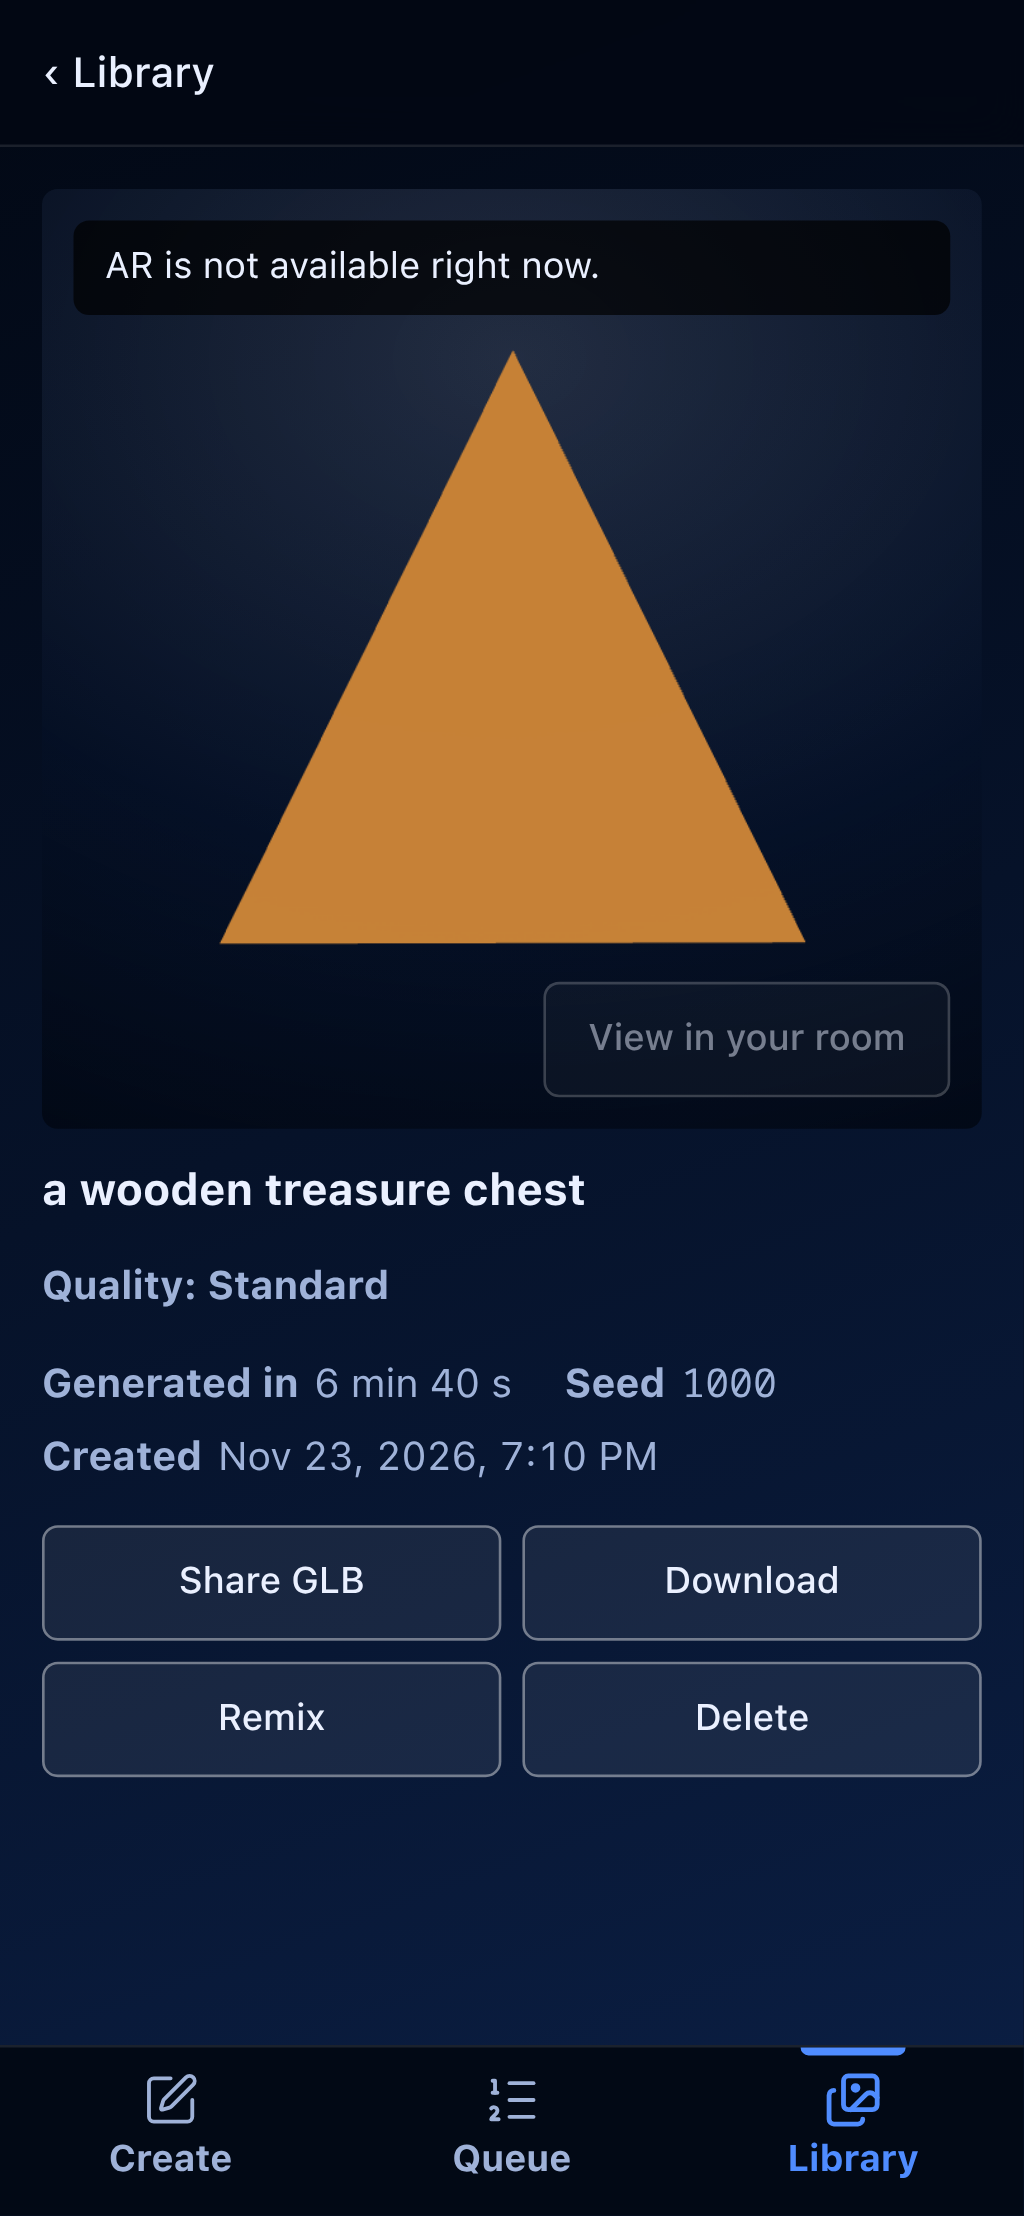 ‹ Library
AR is not available right now.
View in your room
a wooden treasure chest
Quality: Standard
Generated in 6 min 40 s Seed 1000
Created Nov 23, 2026, 7:10 PM
Share GLB Download
Remix Delete
Create Queue Library